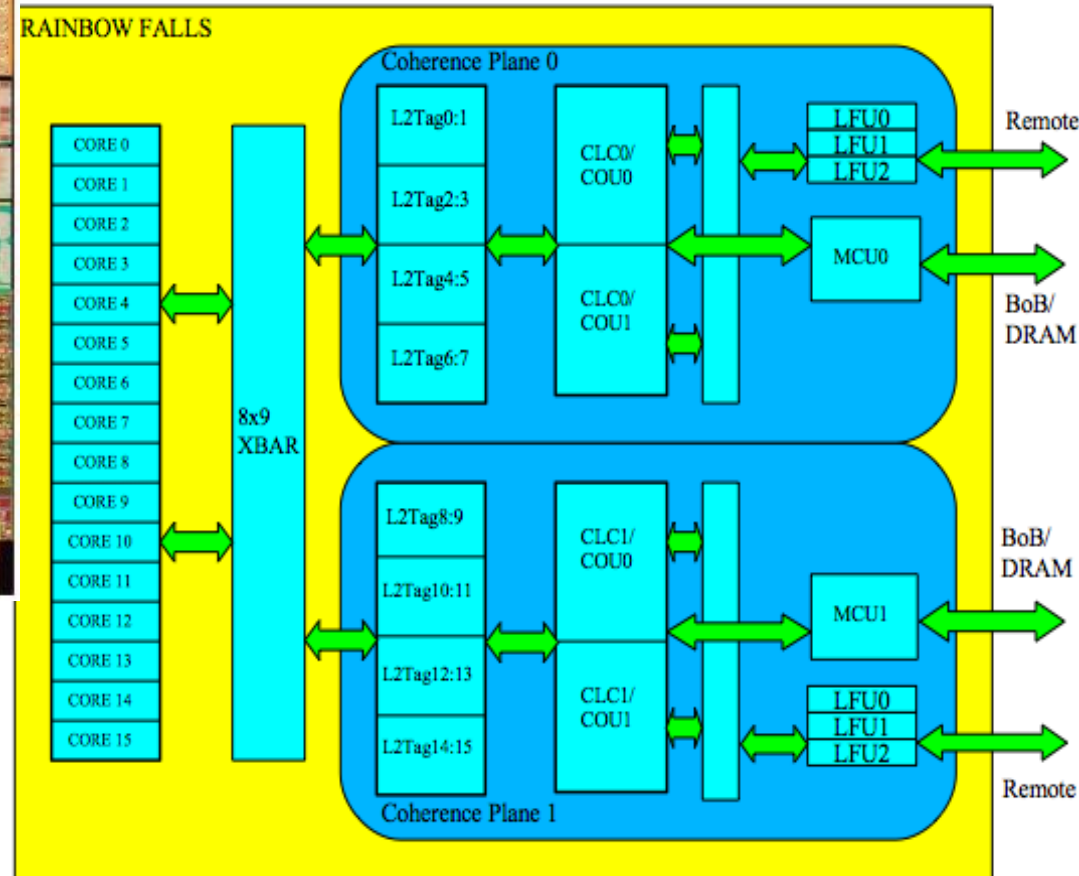 RAINBOW FALLS
CORE 0
CORE 1
CORE 2
CORE 3
CORE 4
CORE 5
CORE 6
CORE 7
CORE 8
CORE 9
CORE 10
CORE 11
CORE 12
CORE 13
CORE 14
CORE 15
8x9
XBAR
Coherence Plane 0
L2Tag0:1
L2Tag2:3
L2Tag4:5
L2Tag6:7
CLC0/
COU0
CLC0/
COU1
LFU0
LFU1
LFU2
MCU0
Remote
BoB/
DRAM
L2Tag8:9
L2Tag10:11
L2Tag12:13
L2Tag14:15
CLC1/
COU0
CLC1/
COU1
MCU1
LFU0
LFU1
LFU2
BoB/
DRAM
Remote
Coherence Plane 1